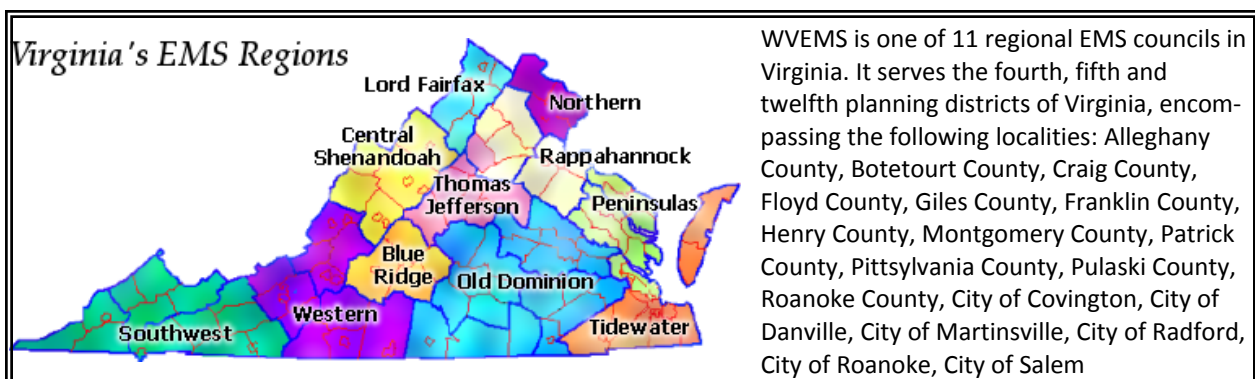 Virginia's EMS Regions
Lord Fairfax
Northern
Central
Shenandoah
Rappahannock
Thomas
Jefferson
Peninsulas
Blue
Ridge
Old Dominion
Western
Southwest
Tidewater
WVEMS is one of 11 regional EMS councils in
Virginia. It serves the fourth, fifth and
twelfth planning districts of Virginia, encom-
passing the following localities: Alleghany
County, Botetourt County, Craig County,
Floyd County, Giles County, Franklin County,
Henry County, Montgomery County, Patrick
County, Pittsylvania County, Pulaski County,
Roanoke County, City of Covington, City of
Danville, City of Martinsville, City of Radford,
City of Roanoke, City of Salem